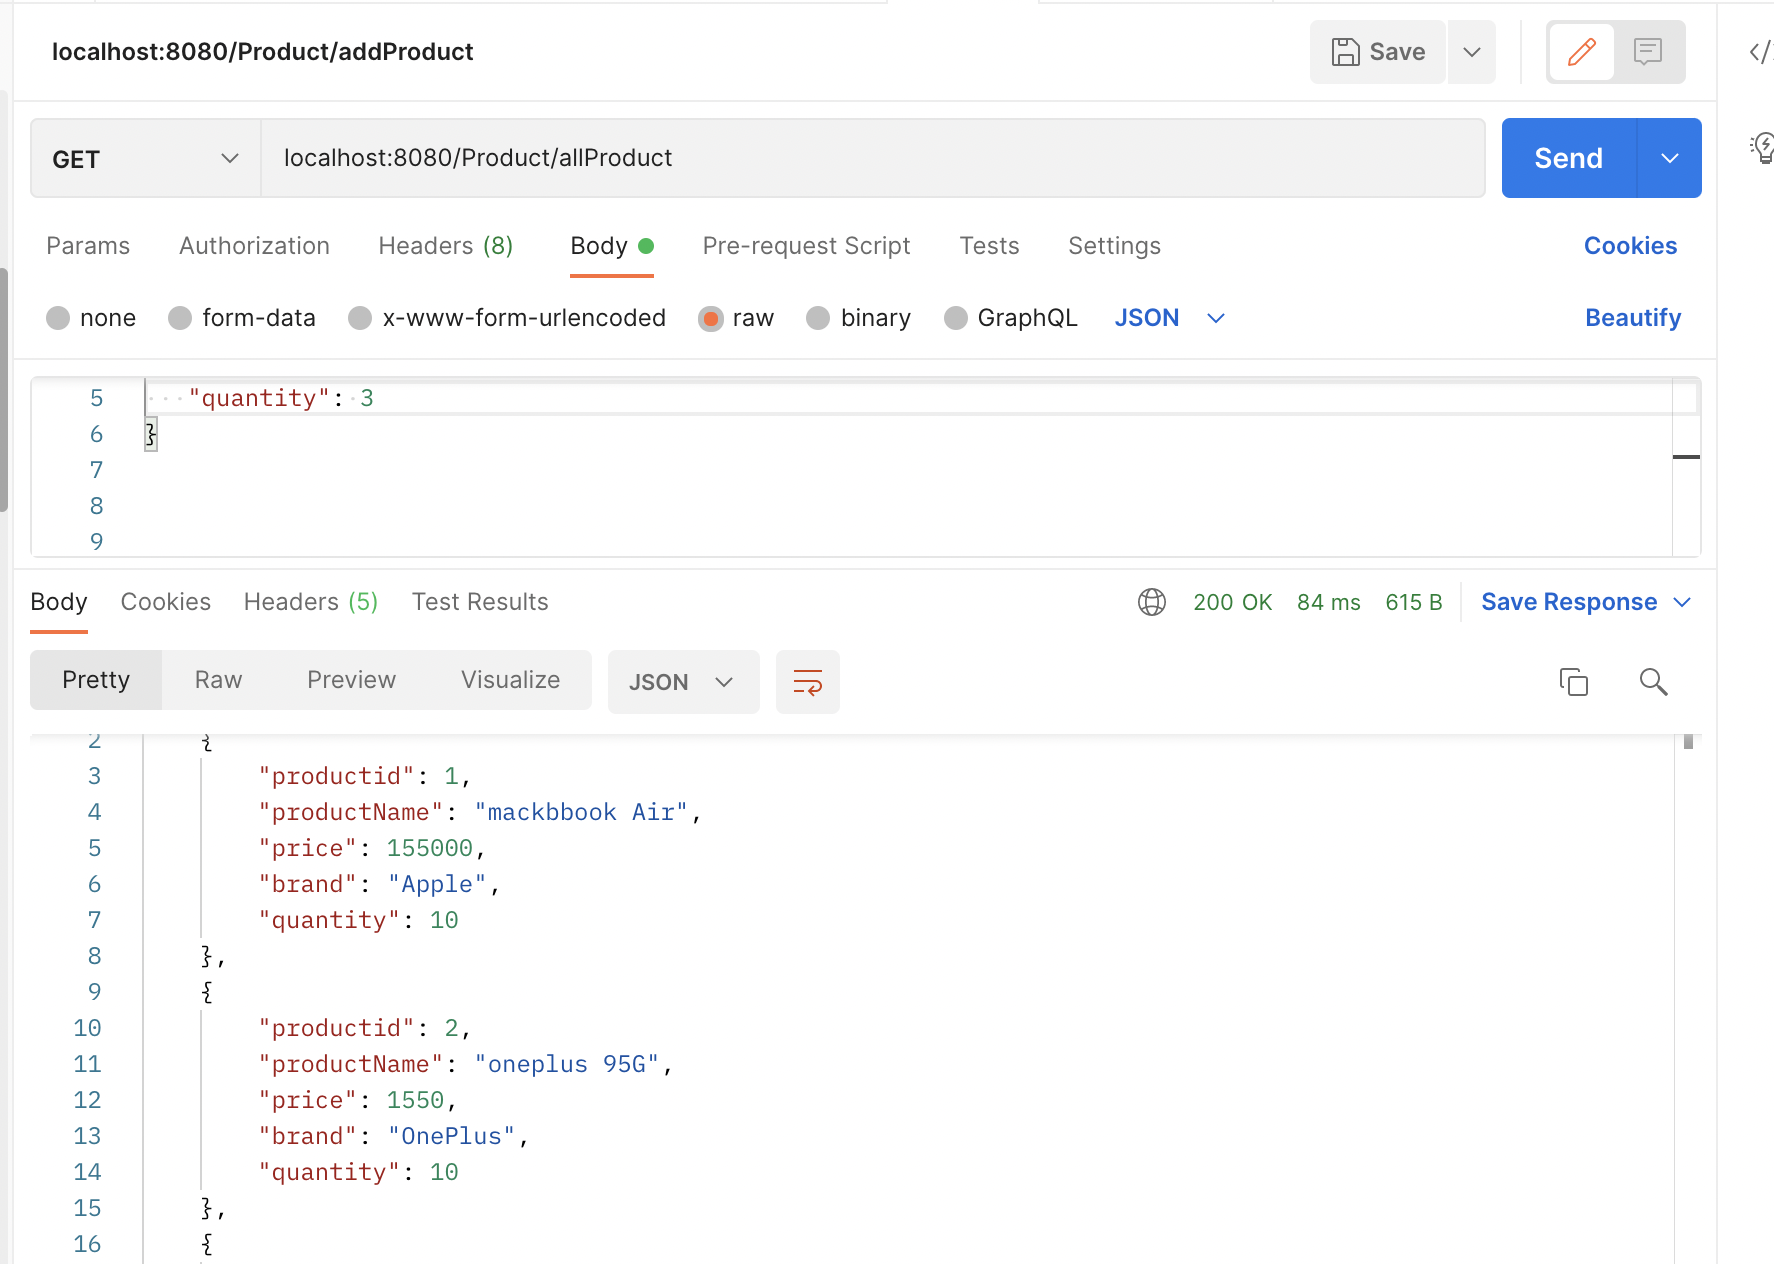 localhost:8080/Product/addProduct
Save
GET
localhost:8080/Product/allProduct
Send
Params Authorization Headers (8) Body Pre-request Script Tests Settings Cookies
none form-data x-www-form-urlencoded raw binary GraphQL JSON Beautify
5 "quantity": 3
6 }
7
8
9
Body Cookies Headers (5) Test Results 200 OK 84 ms 615 B Save Response
Pretty Raw Preview Visualize JSON
2 {
3 "productid": 1,
4 "productName": "mackbbook Air",
5 "price": 155000,
6 "brand": "Apple",
7 "quantity": 10
8 },
9 {
10 "productid": 2,
11 "productName": "oneplus 95G",
12 "price": 1550,
13 "brand": "OnePlus",
14 "quantity": 10
15 },
16 {